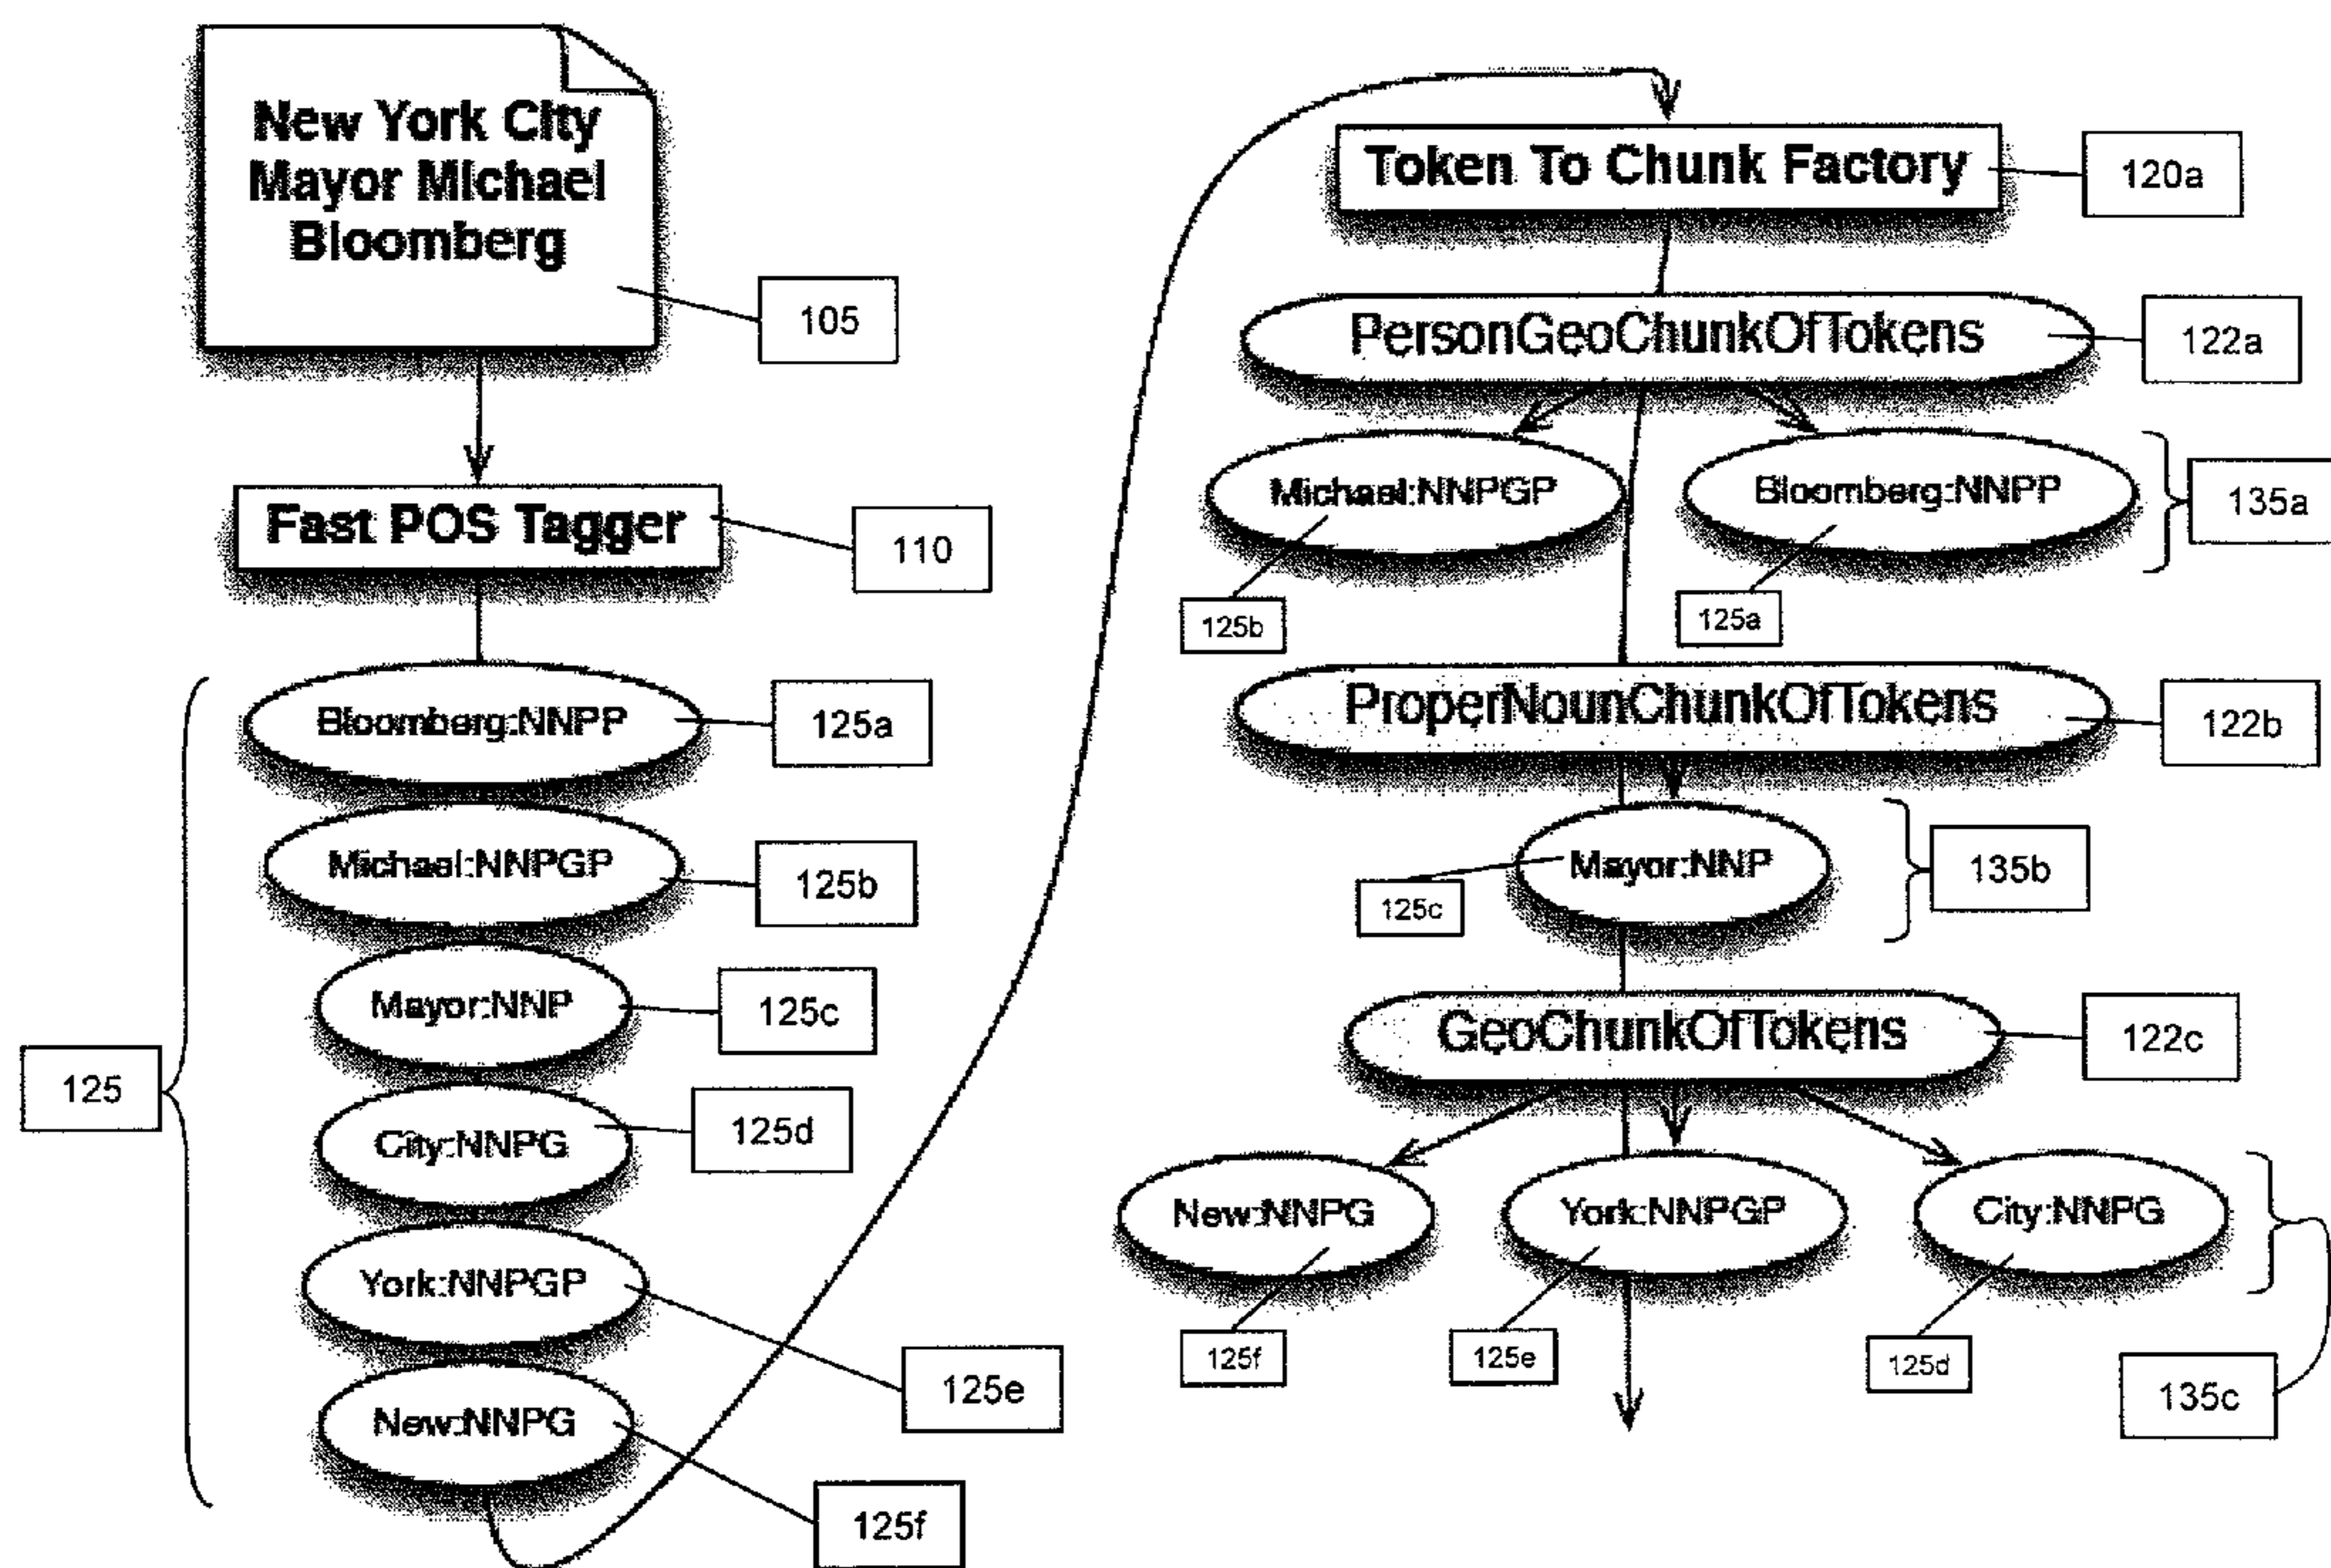 New York City
Mayor Michael
Bloomberg
105
Fast POS Tagger
110
Bloomberg:NNPP
125a
Michael:NNPGP
125b
Mayor:NNP
125c
City:NNPG
125d
125
York:NNPGP
125e
New:NNPG
125f
Token To Chunk Factory
120a
PersonGeoChunkOfTokens
122a
Michael:NNPGP
Bloomberg:NNPP
135a
125b
125a
ProperNounChunkOfTokens
122b
Mayor:NNP
135b
125c
GeoChunkOfTokens
122c
New:NNPG
York:NNPGP
City:NNPG
125f
125e
125d
135c